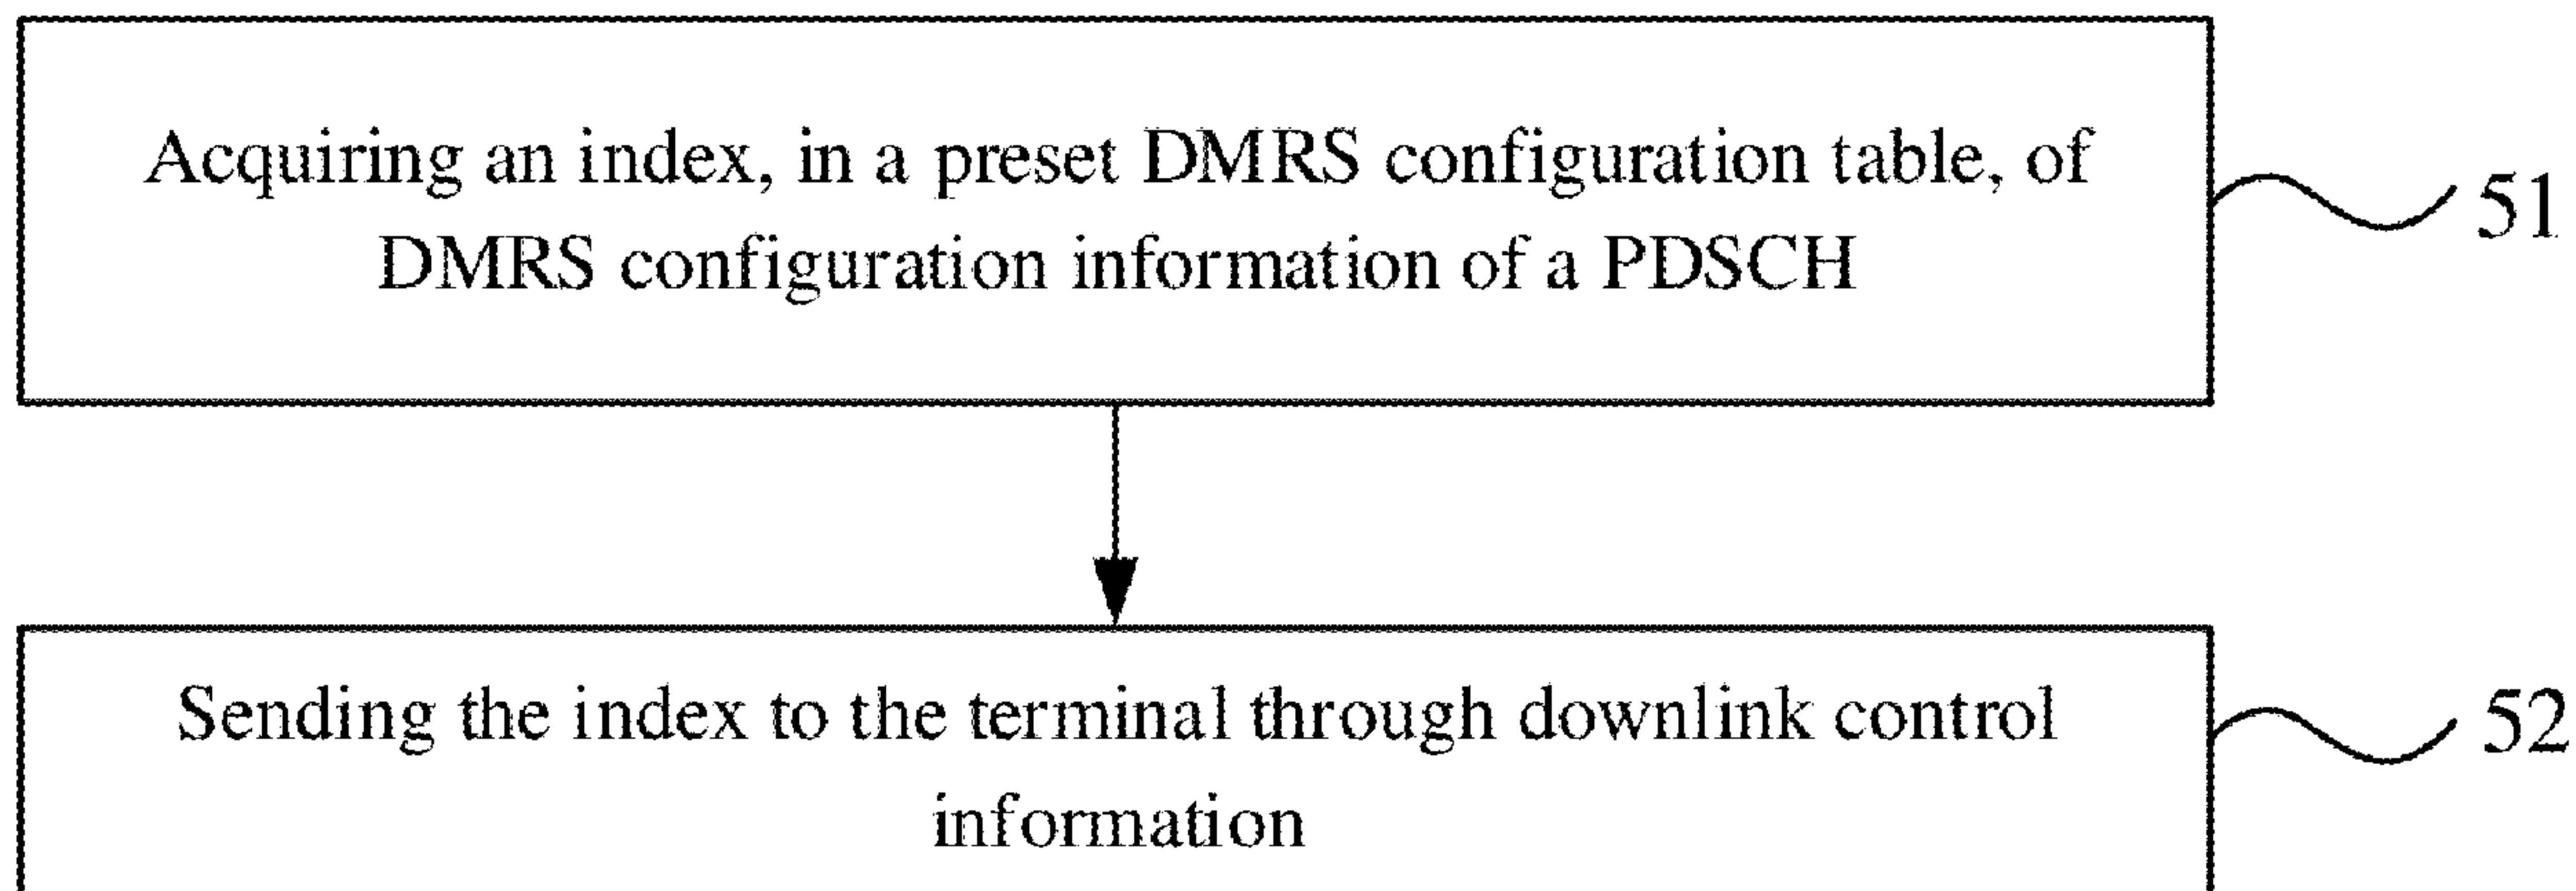 Acquiring an index, in a preset DMRS configuration table, of
DMRS configuration information of a PDSCH
51
Sending the index to the terminal through downlink control
information
52